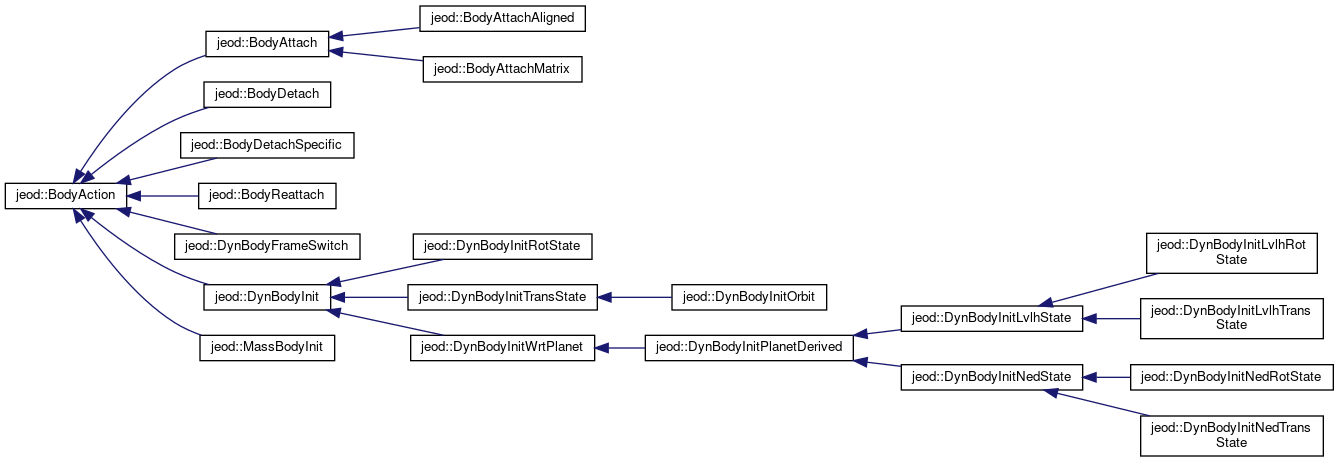 jeod::BodyAction
jeod::BodyAttach
jeod::BodyAttachAligned
jeod::BodyAttachMatrix
jeod::BodyDetach
jeod::BodyDetachSpecific
jeod::BodyReattach
jeod::DynBodyFrameSwitch
jeod::DynBodyInit
jeod::DynBodyInitRotState
jeod::DynBodyInitTransState
jeod::DynBodyInitOrbit
jeod::DynBodyInitWrtPlanet
jeod::DynBodyInitPlanetDerived
jeod::DynBodyInitLvlhState
jeod::DynBodyInitLvlhRot
State
jeod::DynBodyInitLvlhTrans
State
jeod::DynBodyInitNedState
jeod::DynBodyInitNedRotState
jeod::DynBodyInitNedTrans
State
jeod::MassBodyInit